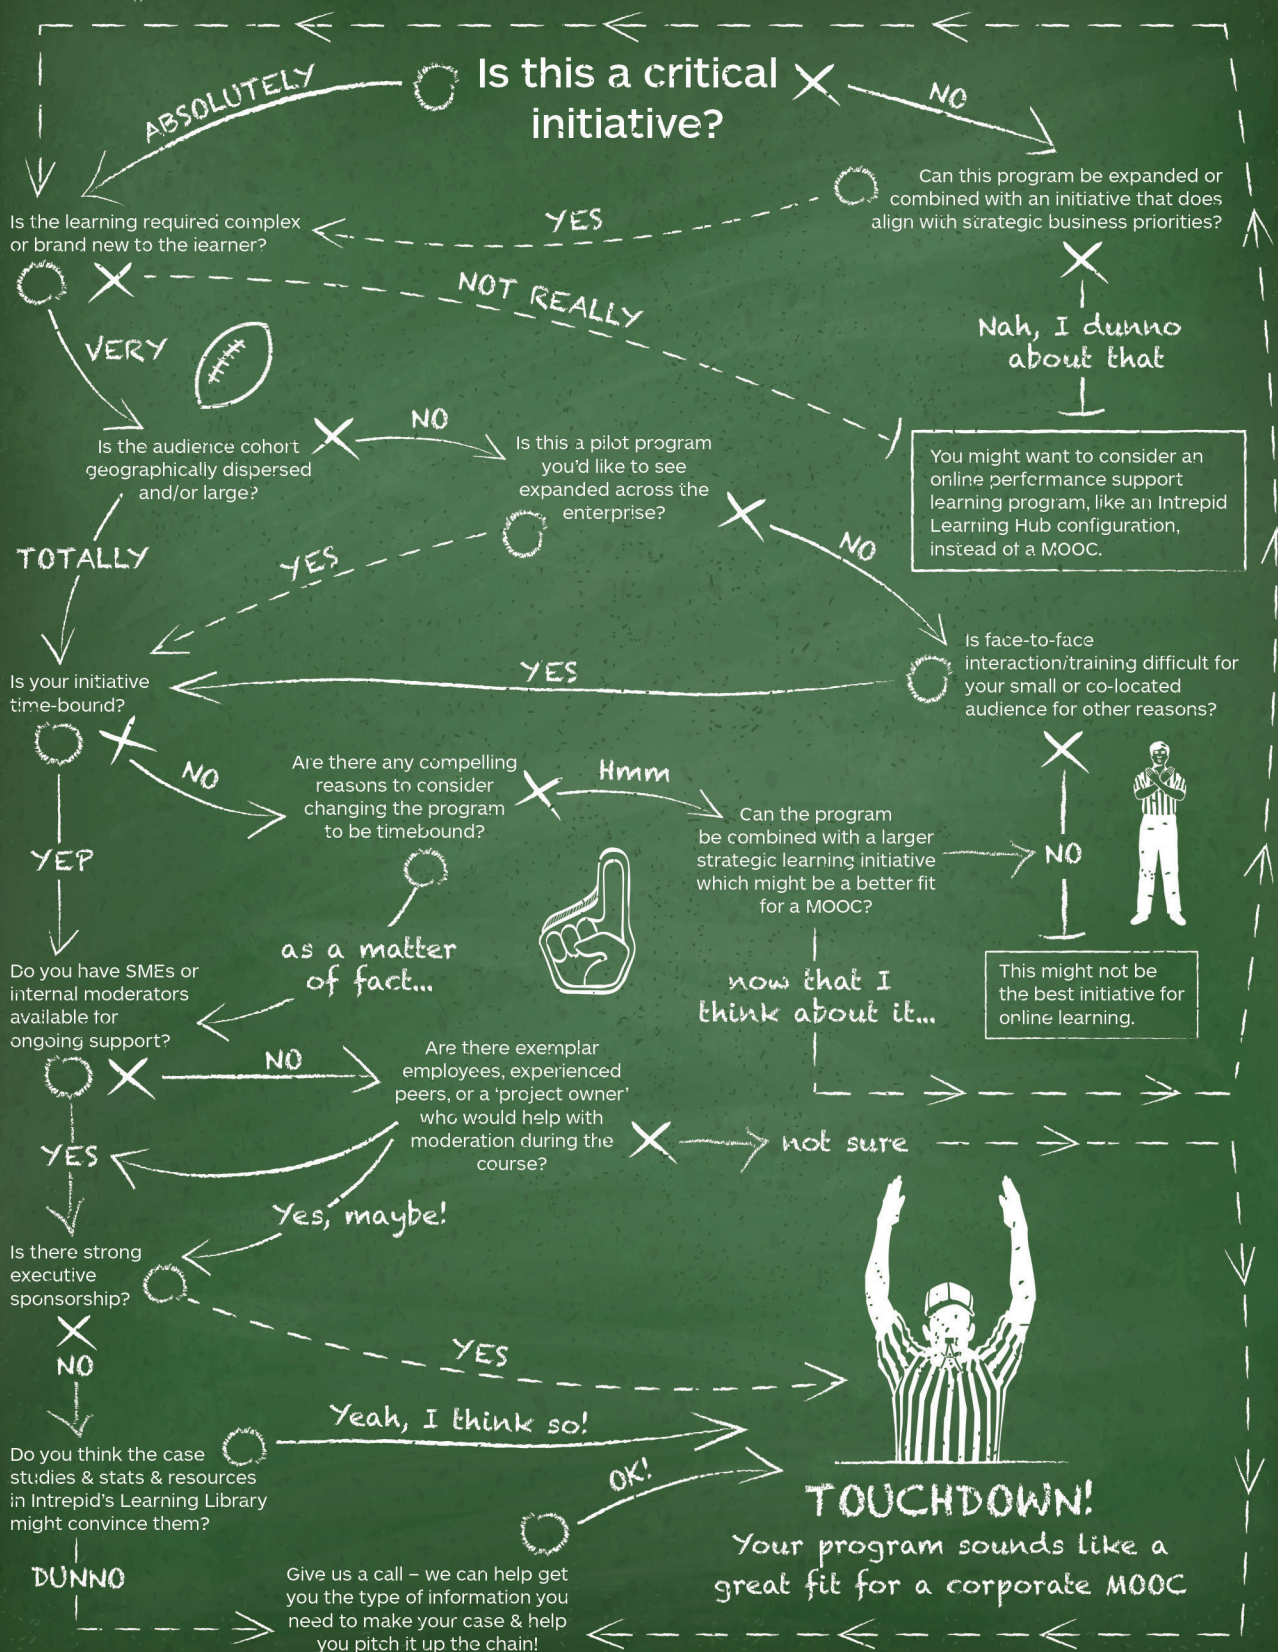 Is this a critical
initiative?
ABSOLUTELY
NO
Can this program be expanded or
combined with an initiative that does
align with strategic business priorities?
YES
Is the learning required complex
or brand new to the learner?
NOT REALLY
Nah, I dunno
about that
VERY
NO
Is the audience cohort
geographically dispersed
and/or large?
Is this a pilot program
you'd like to see
expanded across the
enterprise?
You might want to consider an
online performance support
learning program, like an Intrepid
Learning Hub configuration,
instead of a MOOC.
TOTALLY
YES
NO
Is face-to-face
interaction/training difficult for
your small or co-located
audience for other reasons?
YES
Is your initiative
time-bound?
NO
Are there any compelling
reasons to consider
changing the program
to be timebound?
Hmm
Can the program
be combined with a larger
strategic learning initiative
which might be a better fit
for a MOOC?
NO
YEP
as a matter
of fact...
now that I
think about it...
This might not be
the best initiative for
online learning.
Do you have SMEs or
internal moderators
available for
ongoing support?
NO
Are there exemplar
employees, experienced
peers, or a 'project owner'
who would help with
moderation during the
course?
not sure
YES
Yes, maybe!
Is there strong
executive
sponsorship?
YES
NO
Yeah, I think so!
Do you think the case
studies & stats & resources
in Intrepid's Learning Library
might convince them?
OK!
TOUCHDOWN!
Your program sounds like a
great fit for a corporate MOOC
DUNNO
Give us a call – we can help get
you the type of information you
need to make your case & help
you pitch it up the chain!